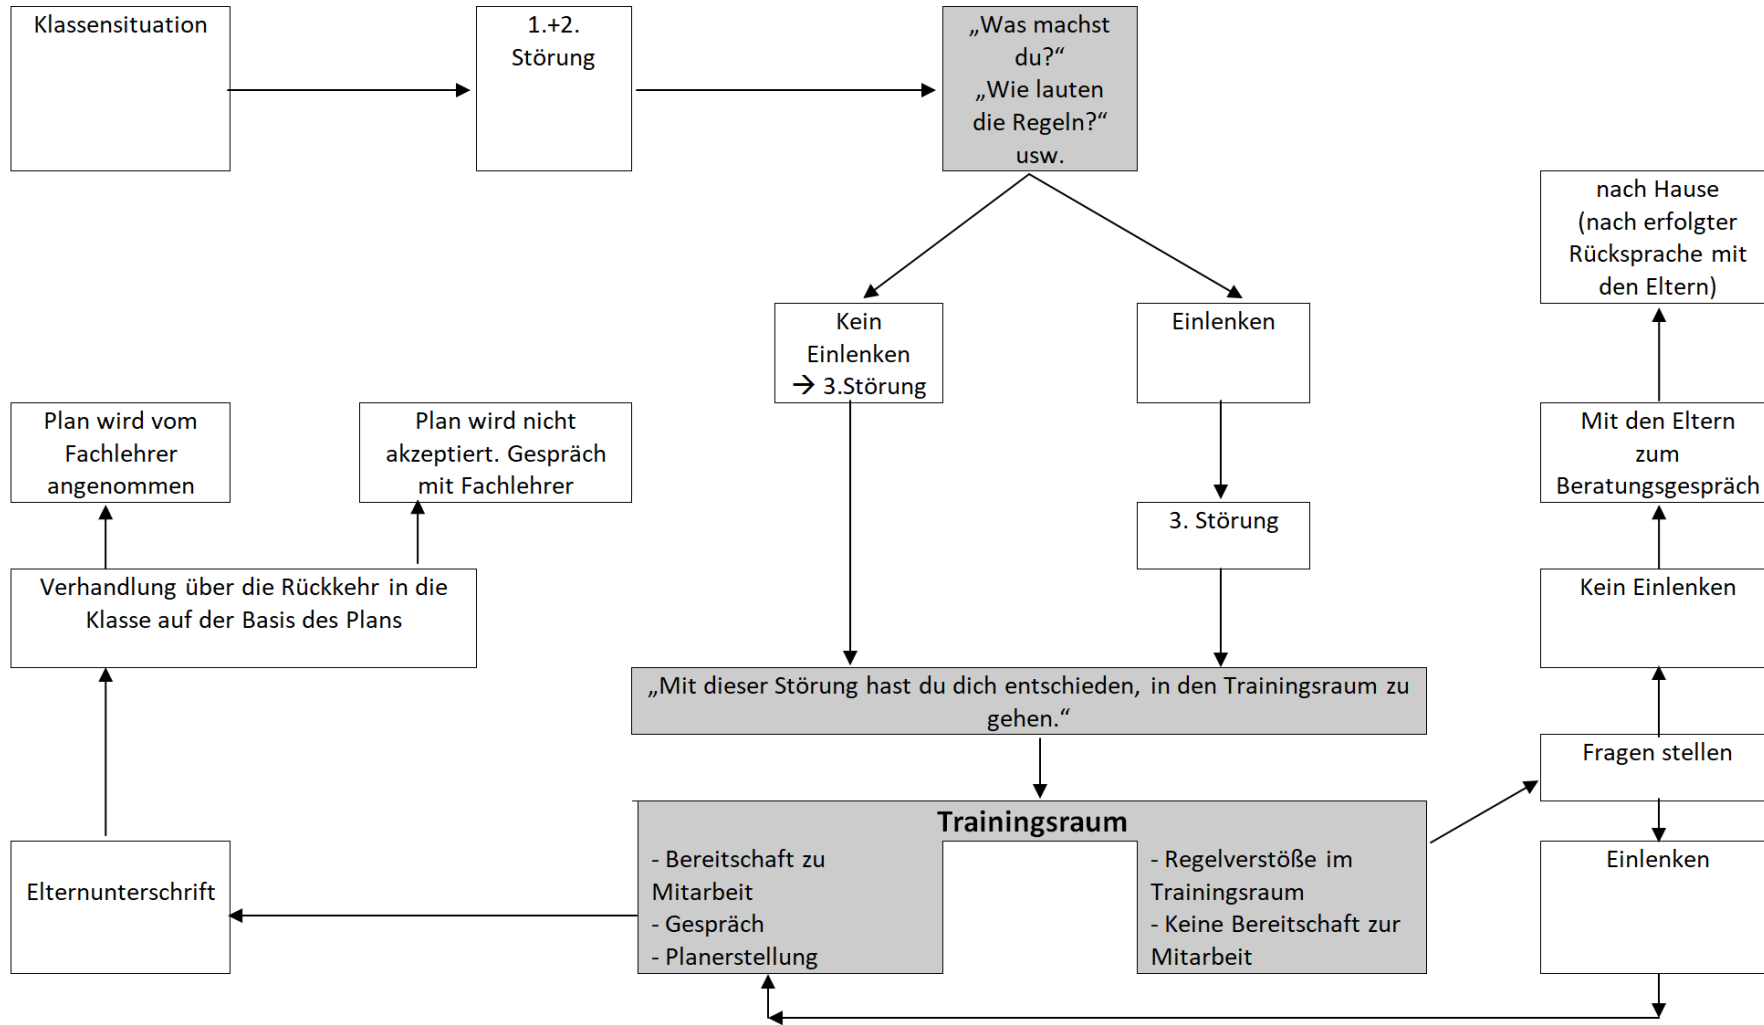 Klassensituation
1.+2.
Störung
„Was machst
du?“
„Wie lauten
die Regeln?“
usw.
nach Hause
(nach erfolgter
Rücksprache mit
den Eltern)
Kein
Einlenken
→ 3.Störung
Einlenken
Plan wird vom
Fachlehrer
angenommen
Plan wird nicht
akzeptiert. Gespräch
mit Fachlehrer
Mit den Eltern
zum
Beratungsgespräch
3. Störung
Verhandlung über die Rückkehr in die
Klasse auf der Basis des Plans
Kein Einlenken
„Mit dieser Störung hast du dich entschieden, in den Trainingsraum zu
gehen.“
Fragen stellen
Trainingsraum
- Bereitschaft zu
Mitarbeit
- Gespräch
- Planerstellung
- Regelverstöße im
Trainingsraum
- Keine Bereitschaft zur
Mitarbeit
Einlenken
Elternunterschrift